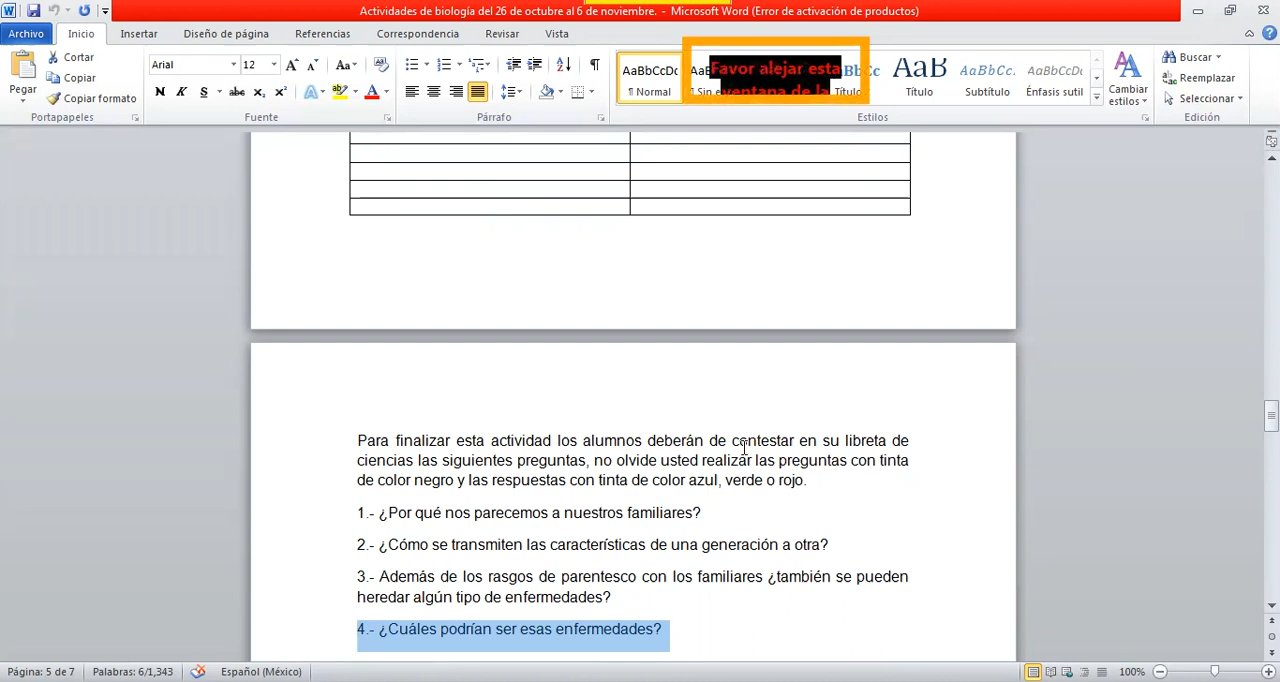 Actividades de biología del 26 de octubre al 6 de noviembre. - Microsoft Word (Error de activación de productos)
Archivo Inicio Insertar Diseño de página Referencias Correspondencia Revisar Vista
Pegar
Cortar
Copiar
Copiar formato
Portapapeles
Arial 12
N K S abc
Fuente
Párrafo
AaBbCcDc
¶ Normal
Favor alejar esta
ventana de la
Título
AaB
Título
AaBbCc.
Subtítulo
AaBbCcDc
Énfasis sutil
Cambiar
estilos
Estilos
Buscar
Reemplazar
Seleccionar
Edición
Para finalizar esta actividad los alumnos deberán de contestar en su libreta de
ciencias las siguientes preguntas, no olvide usted realizar las preguntas con tinta
de color negro y las respuestas con tinta de color azul, verde o rojo.
1.- ¿Por qué nos parecemos a nuestros familiares?
2.- ¿Cómo se transmiten las características de una generación a otra?
3.- Además de los rasgos de parentesco con los familiares ¿también se pueden
heredar algún tipo de enfermedades?
4.- ¿Cuáles podrían ser esas enfermedades?
Página: 5 de 7 Palabras: 6/1,343 Español (México) 100%